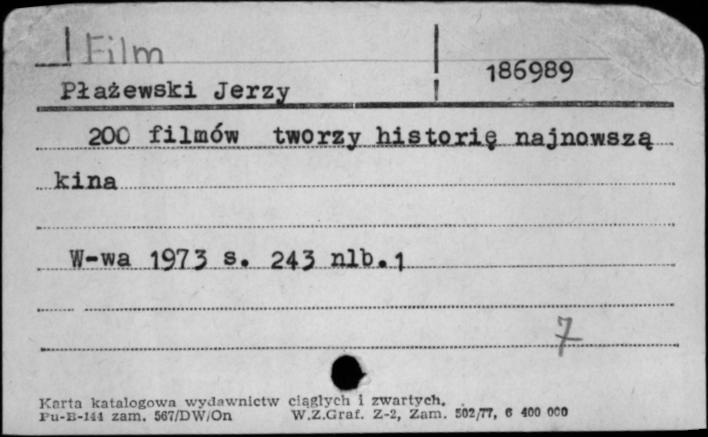 Film
186989
Płażewski Jerzy
200 filmów tworzy historię najnowszą
kina
W-wa 1973 s. 243 nlb.1
7
Karta katalogowa wydawnictw ciągłych i zwartych.
Pu-B-144 zam. 567/DW/On W.Z.Graf. Z-2, Zam. 502/77, 6 400 000